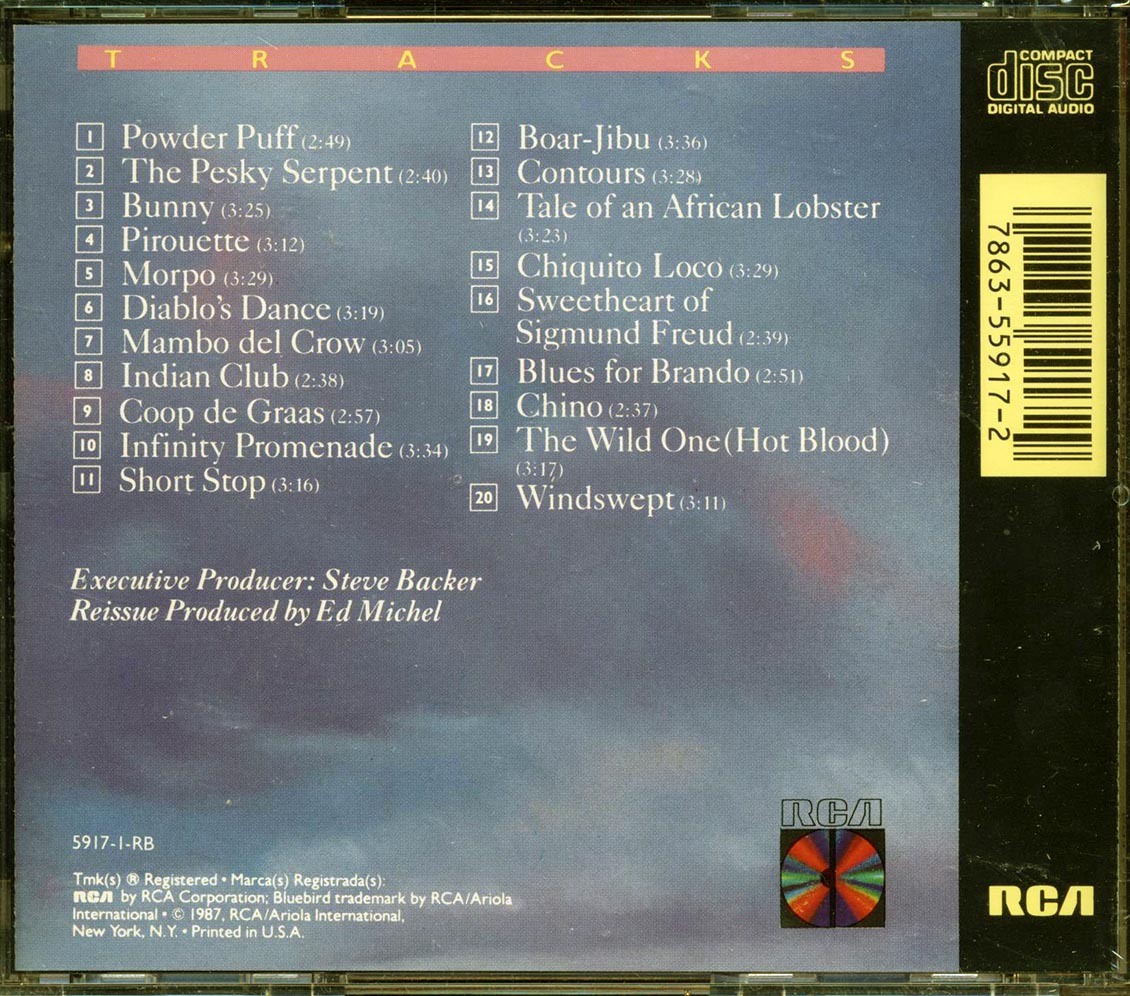 TRACKS
1 Powder Puff (2:49)
2 The Pesky Serpent (2:40)
3 Bunny (3:25)
4 Pirouette (3:12)
5 Morpo (3:29)
6 Diablo's Dance (3:19)
7 Mambo del Crow (3:05)
8 Indian Club (2:38)
9 Coop de Graas (2:57)
10 Infinity Promenade (3:34)
11 Short Stop (3:16)
12 Boar-Jibu (3:36)
13 Contours (3:28)
14 Tale of an African Lobster
(3:23)
15 Chiquito Loco (3:29)
16 Sweetheart of
Sigmund Freud (2:39)
17 Blues for Brando (2:51)
18 Chino (2:37)
19 The Wild One(Hot Blood)
(3:17)
20 Windswept (3:11)
Executive Producer: Steve Backer
Reissue Produced by Ed Michel
5917-1-RB
Tmk(s) ® Registered • Marca(s) Registrada(s):
RCA by RCA Corporation; Bluebird trademark by RCA/Ariola
International • © 1987, RCA/Ariola International,
New York, N.Y. • Printed in U.S.A.
RCA
COMPACT
disc
DIGITAL AUDIO
7863-55917-2
RCA